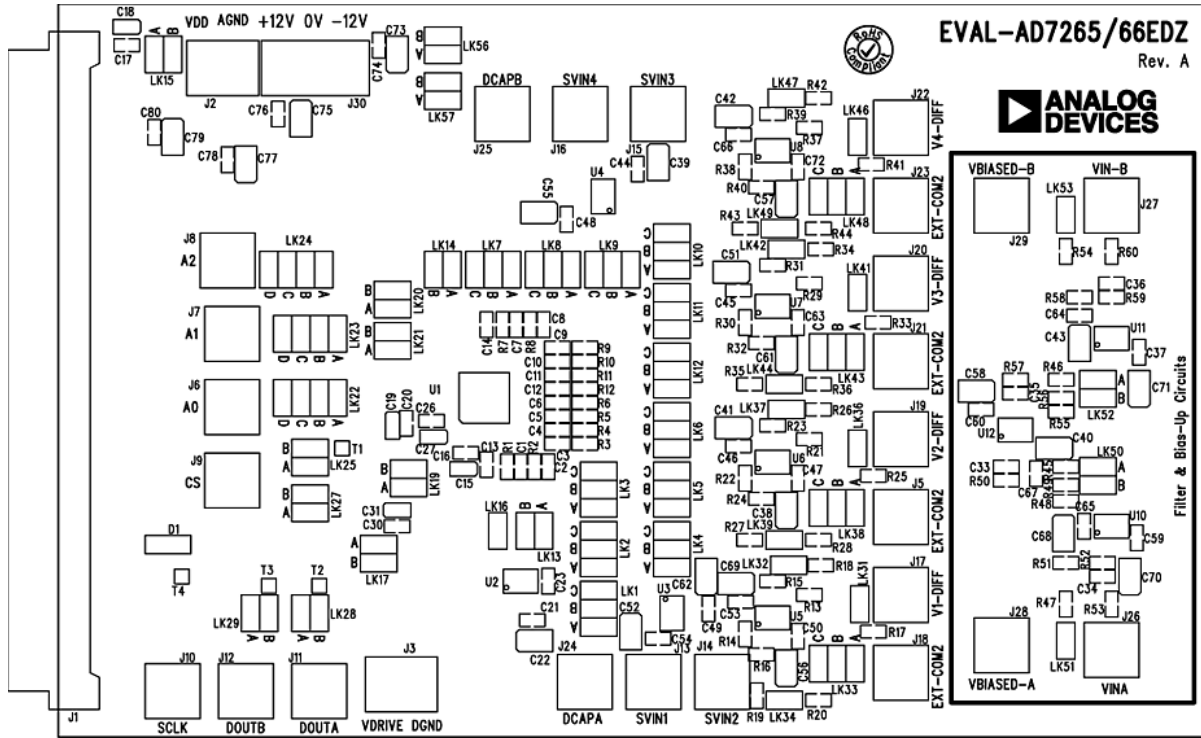 EVAL-AD7265/66EDZ
Rev. A
RoHS Compliant
ANALOG DEVICES
C18
C17
A B
LK15
VDD AGND +12V 0V -12V
J2
J30
C73
C74
B A LK56
B A LK57
C76
C75
C80
C79
C78
C77
DCAPB
J25
SVIN4
J16
SVIN3
J15
C44
C39
U4
C55
C48
J8
A2
LK24
D C B A
J7
A1
LK23
D C B A
J6
A0
LK22
D C B A
J9
CS
B A LK20
B A LK21
LK14
B A
LK7
C B A
LK8
C B A
LK9
C B A
C B A LK10
C B A LK11
C B A LK12
C B A LK6
C B A LK5
C B A LK4
C B A LK3
C B A LK2
LK1
C B A
C14
R7
C7
R8
C8
C9
C10
C11
C12
C6
C5
C4
R9
R10
R11
R12
R6
R5
R4
R3
U1
C19
C20
C26
C27
C16
C15
C13
R1
C1
R2
C2
C3
T1
B A LK25
B A LK27
B A LK19
C31
C30
A B LK17
LK16
B A
LK13
D1
T4
T3
T2
LK29
A B
LK28
A B
U2
C23
C21
C22
C52
U3
C54
C62
C69
C49
C53
J1
J10
SCLK
J12
DOUTB
J11
DOUTA
J3
VDRIVE DGND
J24
DCAPA
J13
SVIN1
J14
SVIN2
C42
C66
LK47
R42
R39
R37
LK46
J22
V4-DIFF
U8
R38
R40
C57
C72
R41
C B A
LK48
J23
EXT-COM2
R43
LK49
R44
LK42
R34
C51
C45
R31
R29
LK41
J20
V3-DIFF
U7
R30
R32
C61
C63
R33
C B A
LK43
J21
EXT-COM2
R35
LK44
R36
LK37
R26
C41
C46
R23
R21
LK36
J19
V2-DIFF
U6
R22
R24
C38
C47
R25
C B A
LK38
J5
EXT-COM2
R27
LK39
R28
LK32
R18
R15
R13
LK31
J17
V1-DIFF
U5
R14
R16
C56
C50
R17
C B A
LK33
J18
EXT-COM2
R19
LK34
R20
VBIASED-B
J29
LK53
VIN-B
J27
R54
R60
C36
R59
R58
C64
C43
U11
C37
C58
C60
R57
C35
R46
R56
R55
A B
LK52
C71
U12
C40
C33
R50
C67
R45
R49
R48
LK50
A B
C68
C65
U10
C59
R51
R52
C34
C70
J28
VBIASED-A
R47
LK51
R53
J26
VINA
Filter & Bias-Up Circuits